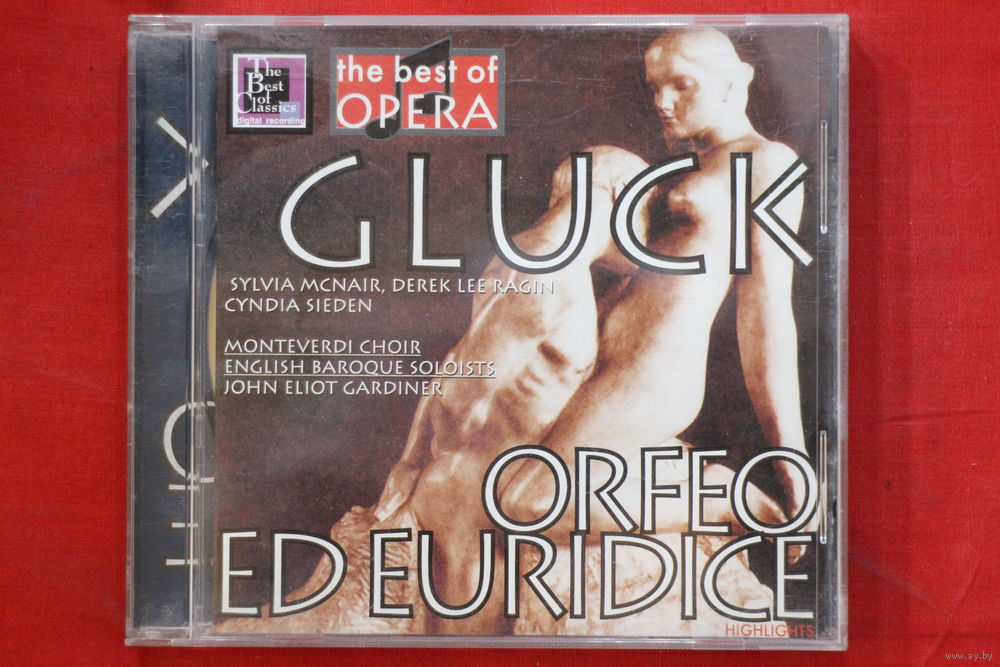 The
Best
of
Classics
digital recording
the best of
OPERA
GLUCK
SYLVIA MCNAIR, DEREK LEE RAGIN
CYNDIA SIEDEN
MONTEVERDI CHOIR
ENGLISH BAROQUE SOLOISTS
JOHN ELIOT GARDINER
ORFEO
ED EURIDICE
HIGHLIGHTS
www.ay.by